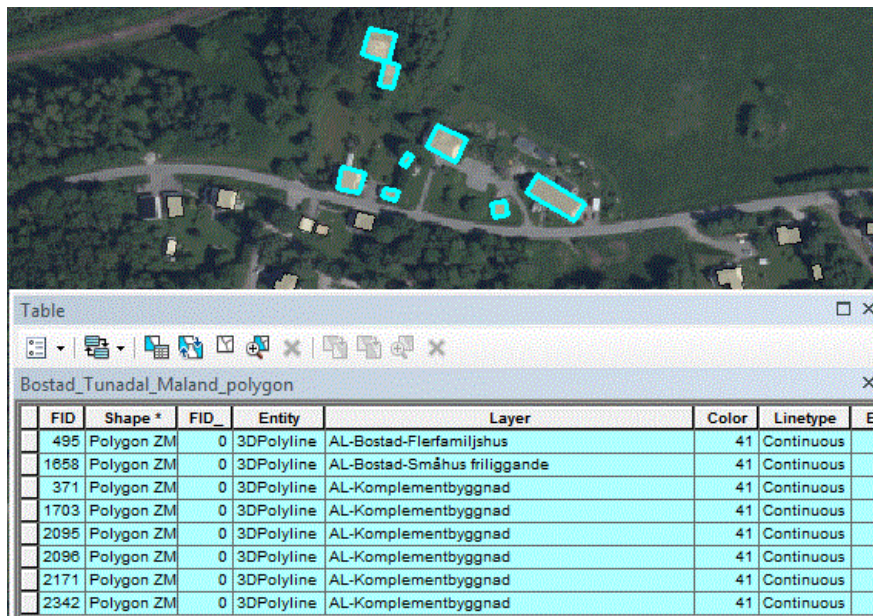 Table
Bostad_Tunadal_Maland_polygon
FID Shape * FID_ Entity Layer Color Linetype
495 Polygon ZM 0 3DPolyline AL-Bostad-Flerfamiljshus 41 Continuous
1658 Polygon ZM 0 3DPolyline AL-Bostad-Småhus friliggande 41 Continuous
371 Polygon ZM 0 3DPolyline AL-Komplementbyggnad 41 Continuous
1703 Polygon ZM 0 3DPolyline AL-Komplementbyggnad 41 Continuous
2095 Polygon ZM 0 3DPolyline AL-Komplementbyggnad 41 Continuous
2096 Polygon ZM 0 3DPolyline AL-Komplementbyggnad 41 Continuous
2171 Polygon ZM 0 3DPolyline AL-Komplementbyggnad 41 Continuous
2342 Polygon ZM 0 3DPolyline AL-Komplementbyggnad 41 Continuous